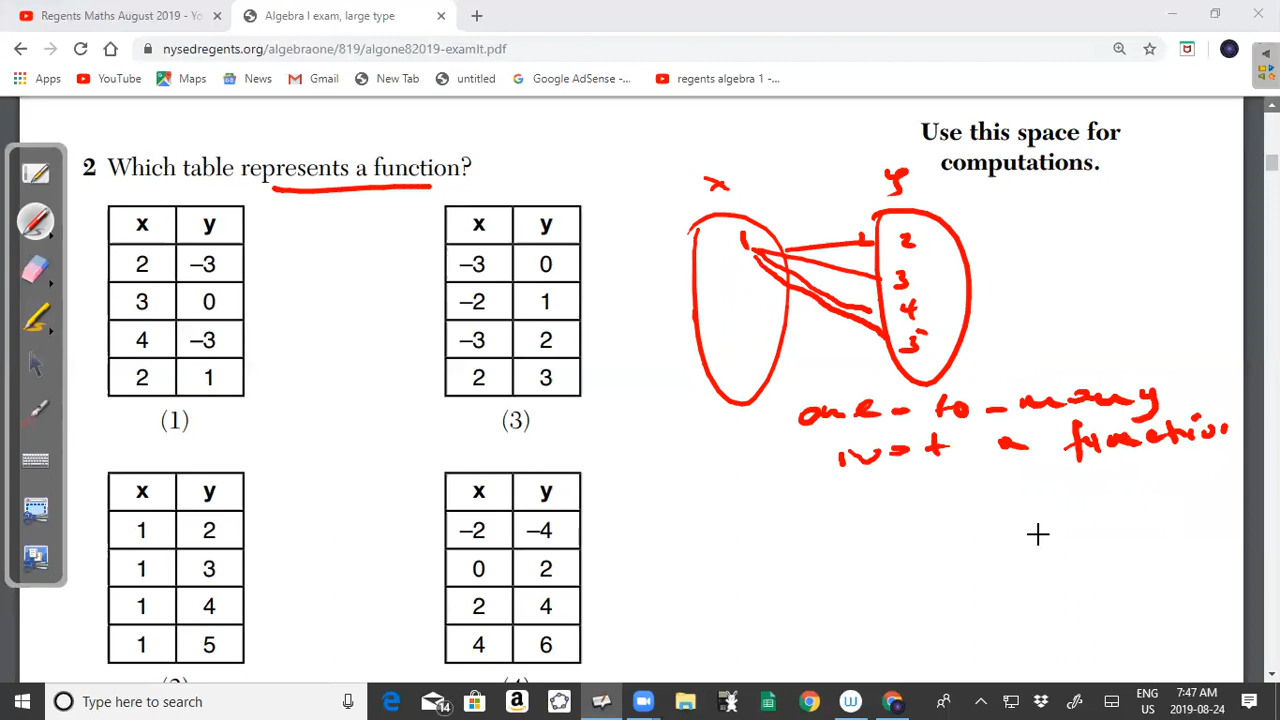 Regents Maths August 2019 - Yo
Algebra I exam, large type
nysedregents.org/algebraone/819/algone82019-examlt.pdf
Apps YouTube Maps News Gmail New Tab untitled Google AdSense -... regents algebra 1 -...
Use this space for
computations.
2 Which table represents a function?
x y
2 –3
3 0
4 –3
2 1
(1)
x y
–3 0
–2 1
–3 2
2 3
(3)
x y
1 2
3
4
5
one - to - many
not a function
x y
1 2
1 3
1 4
1 5
x y
–2 –4
0 2
2 4
4 6
Type here to search
14
ENG
US
7:47 AM
2019-08-24